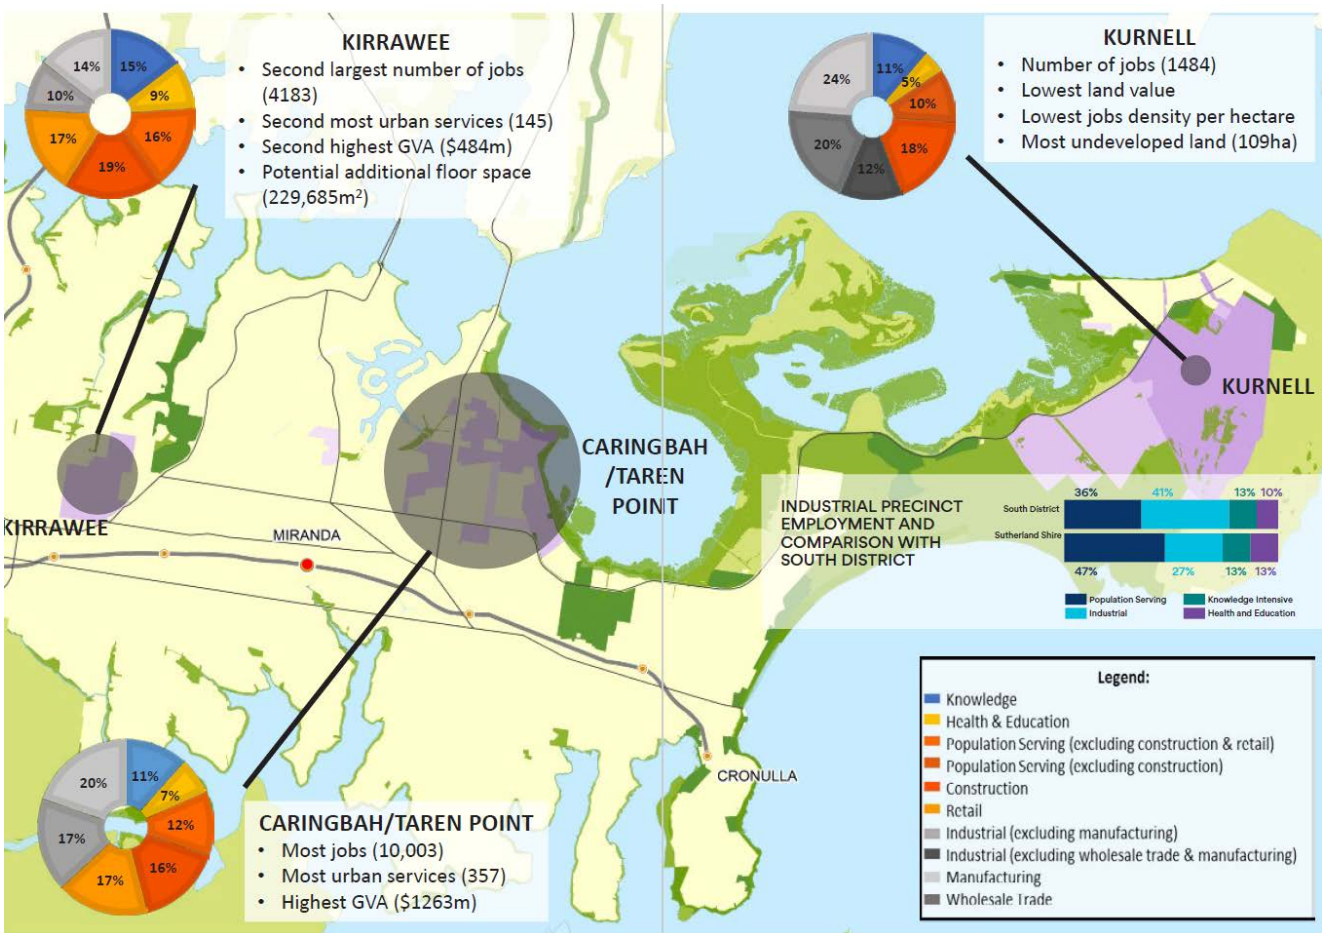 KIRRAWEE
• Second largest number of jobs
(4183)
• Second most urban services (145)
• Second highest GVA ($484m)
• Potential additional floor space
(229,685m²)
15%
9%
16%
19%
17%
10%
14%
KURNELL
• Number of jobs (1484)
• Lowest land value
• Lowest jobs density per hectare
• Most undeveloped land (109ha)
11%
5%
10%
18%
12%
20%
24%
KURNELL
CARINGBAH
/TAREN
POINT
KIRRAWEE
MIRANDA
CRONULLA
INDUSTRIAL PRECINCT
EMPLOYMENT AND
COMPARISON WITH
SOUTH DISTRICT
36% 41% 13% 10%
South District
Sutherland Shire
47% 27% 13% 13%
Population Serving
Knowledge Intensive
Industrial
Health and Education
11%
7%
12%
16%
17%
17%
20%
CARINGBAH/TAREN POINT
• Most jobs (10,003)
• Most urban services (357)
• Highest GVA ($1263m)
Legend:
Knowledge
Health & Education
Population Serving (excluding construction & retail)
Population Serving (excluding construction)
Construction
Retail
Industrial (excluding manufacturing)
Industrial (excluding wholesale trade & manufacturing)
Manufacturing
Wholesale Trade